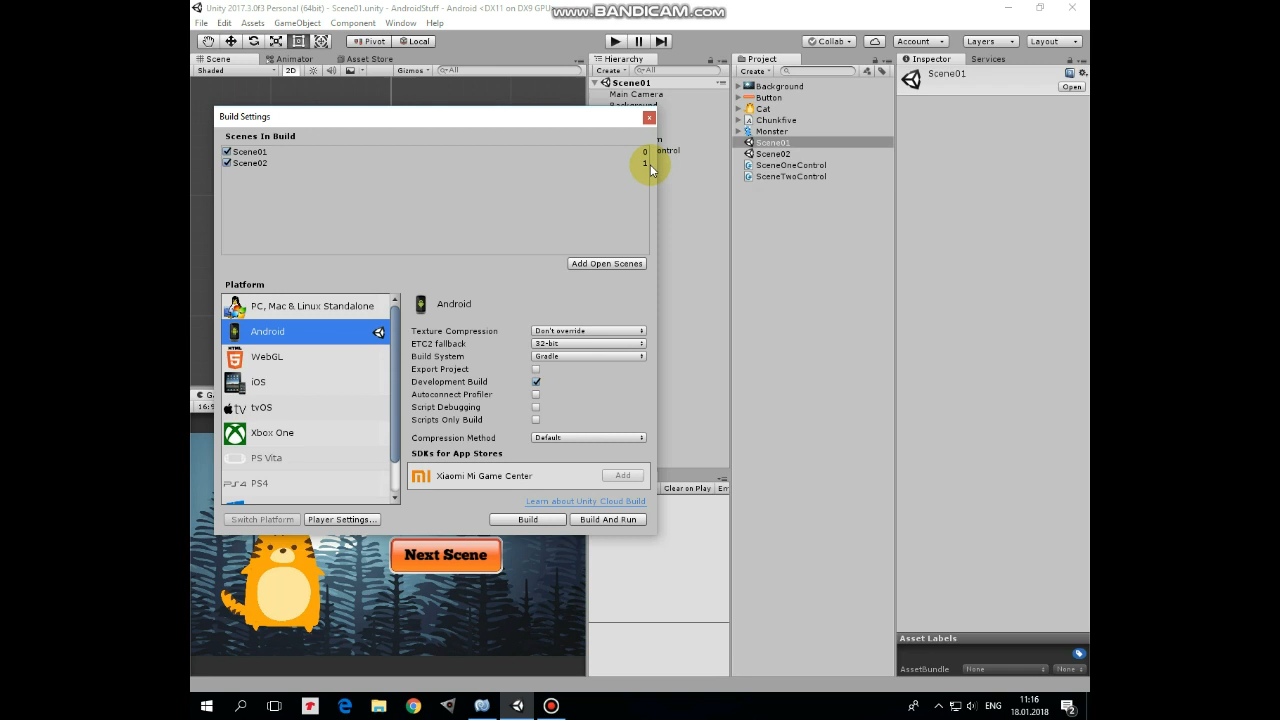 Unity 2017.3.0f3 Personal (64bit) - Scene01.unity - AndroidStuff - Android <DX11 on DX9 GPU>
www.BANDICAM.com
File Edit Assets GameObject Component Window Help
Pivot Local Collab Account Layers Layout
Scene Animator Asset Store Hierarchy Project Inspector Services
Shaded 2D Gizmos All Create All Create
Scene01
Open
Scene01
Main Camera
Background
Background
Button
Cat
Chunkfive
Monster
Scene01
Scene02
SceneOneControl
SceneTwoControl
Build Settings
Scenes In Build
Scene01 0
Scene02 1
Add Open Scenes
Platform
PC, Mac & Linux Standalone
Android
WebGL
HTML
iOS
tv tvOS
Xbox One
PS Vita
PS4 PS4
Android
Texture Compression Don't override
ETC2 fallback 32-bit
Build System Gradle
Export Project
Development Build
Autoconnect Profiler
Script Debugging
Scripts Only Build
Compression Method Default
SDKs for App Stores
MI Xiaomi Mi Game Center Add
Learn about Unity Cloud Build
Switch Platform Player Settings... Build Build And Run
Clear on Play
Next Scene
Asset Labels
AssetBundle None None
ENG
11:16
18.01.2018
2